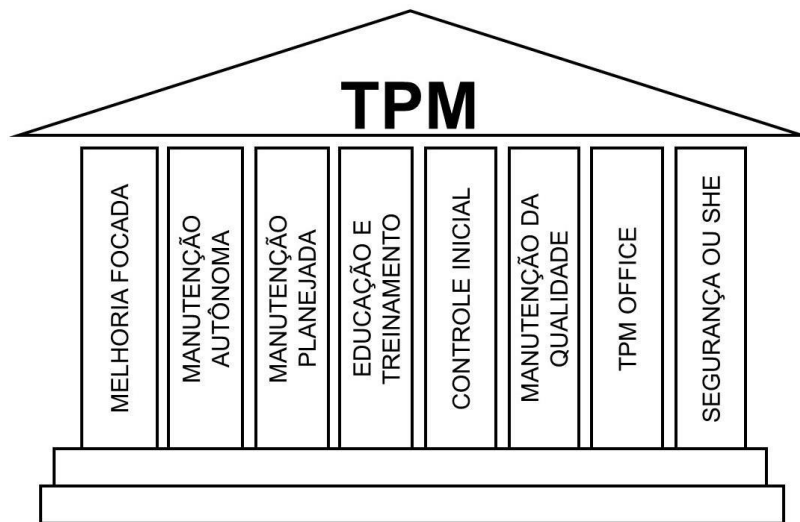 TPM
MELHORIA FOCADA
MANUTENÇÃO
AUTÔNOMA
MANUTENÇÃO
PLANEJADA
EDUCAÇÃO E
TREINAMENTO
CONTROLE INICIAL
MANUTENÇÃO DA
QUALIDADE
TPM OFFICE
SEGURANÇA OU SHE